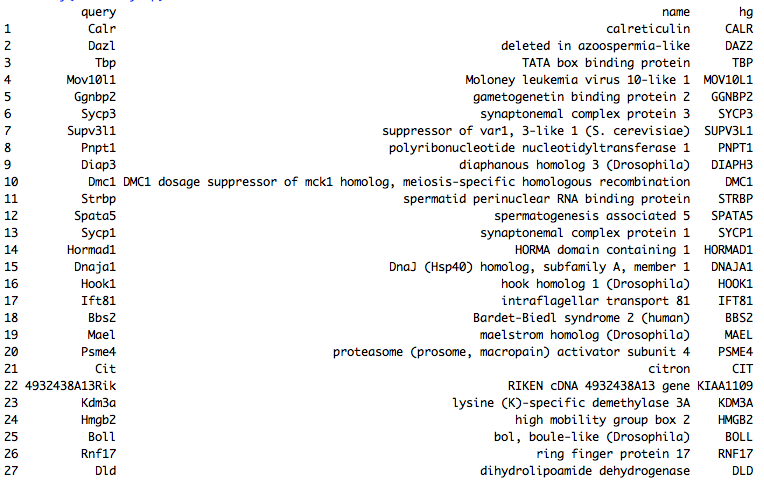 query name hg
1 Calr calreticulin CALR
2 Dazl deleted in azoospermia-like DAZ2
3 Tbp TATA box binding protein TBP
4 Mov10l1 Moloney leukemia virus 10-like 1 MOV10L1
5 Ggnbp2 gametogenetin binding protein 2 GGNBP2
6 Sycp3 synaptonemal complex protein 3 SYCP3
7 Supv3l1 suppressor of var1, 3-like 1 (S. cerevisiae) SUPV3L1
8 Pnpt1 polyribonucleotide nucleotidyltransferase 1 PNPT1
9 Diap3 diaphanous homolog 3 (Drosophila) DIAPH3
10 Dmc1 DMC1 dosage suppressor of mck1 homolog, meiosis-specific homologous recombination DMC1
11 Strbp spermatid perinuclear RNA binding protein STRBP
12 Spata5 spermatogenesis associated 5 SPATA5
13 Sycp1 synaptonemal complex protein 1 SYCP1
14 Hormad1 HORMA domain containing 1 HORMAD1
15 Dnaja1 DnaJ (Hsp40) homolog, subfamily A, member 1 DNAJA1
16 Hook1 hook homolog 1 (Drosophila) HOOK1
17 Ift81 intraflagellar transport 81 IFT81
18 Bbs2 Bardet-Biedl syndrome 2 (human) BBS2
19 Mael maelstrom homolog (Drosophila) MAEL
20 Psme4 proteasome (prosome, macropain) activator subunit 4 PSME4
21 Cit citron CIT
22 4932438A13Rik RIKEN cDNA 4932438A13 gene KIAA1109
23 Kdm3a lysine (K)-specific demethylase 3A KDM3A
24 Hmgb2 high mobility group box 2 HMGB2
25 Boll bol, boule-like (Drosophila) BOLL
26 Rnf17 ring finger protein 17 RNF17
27 Dld dihydrolipoamide dehydrogenase DLD